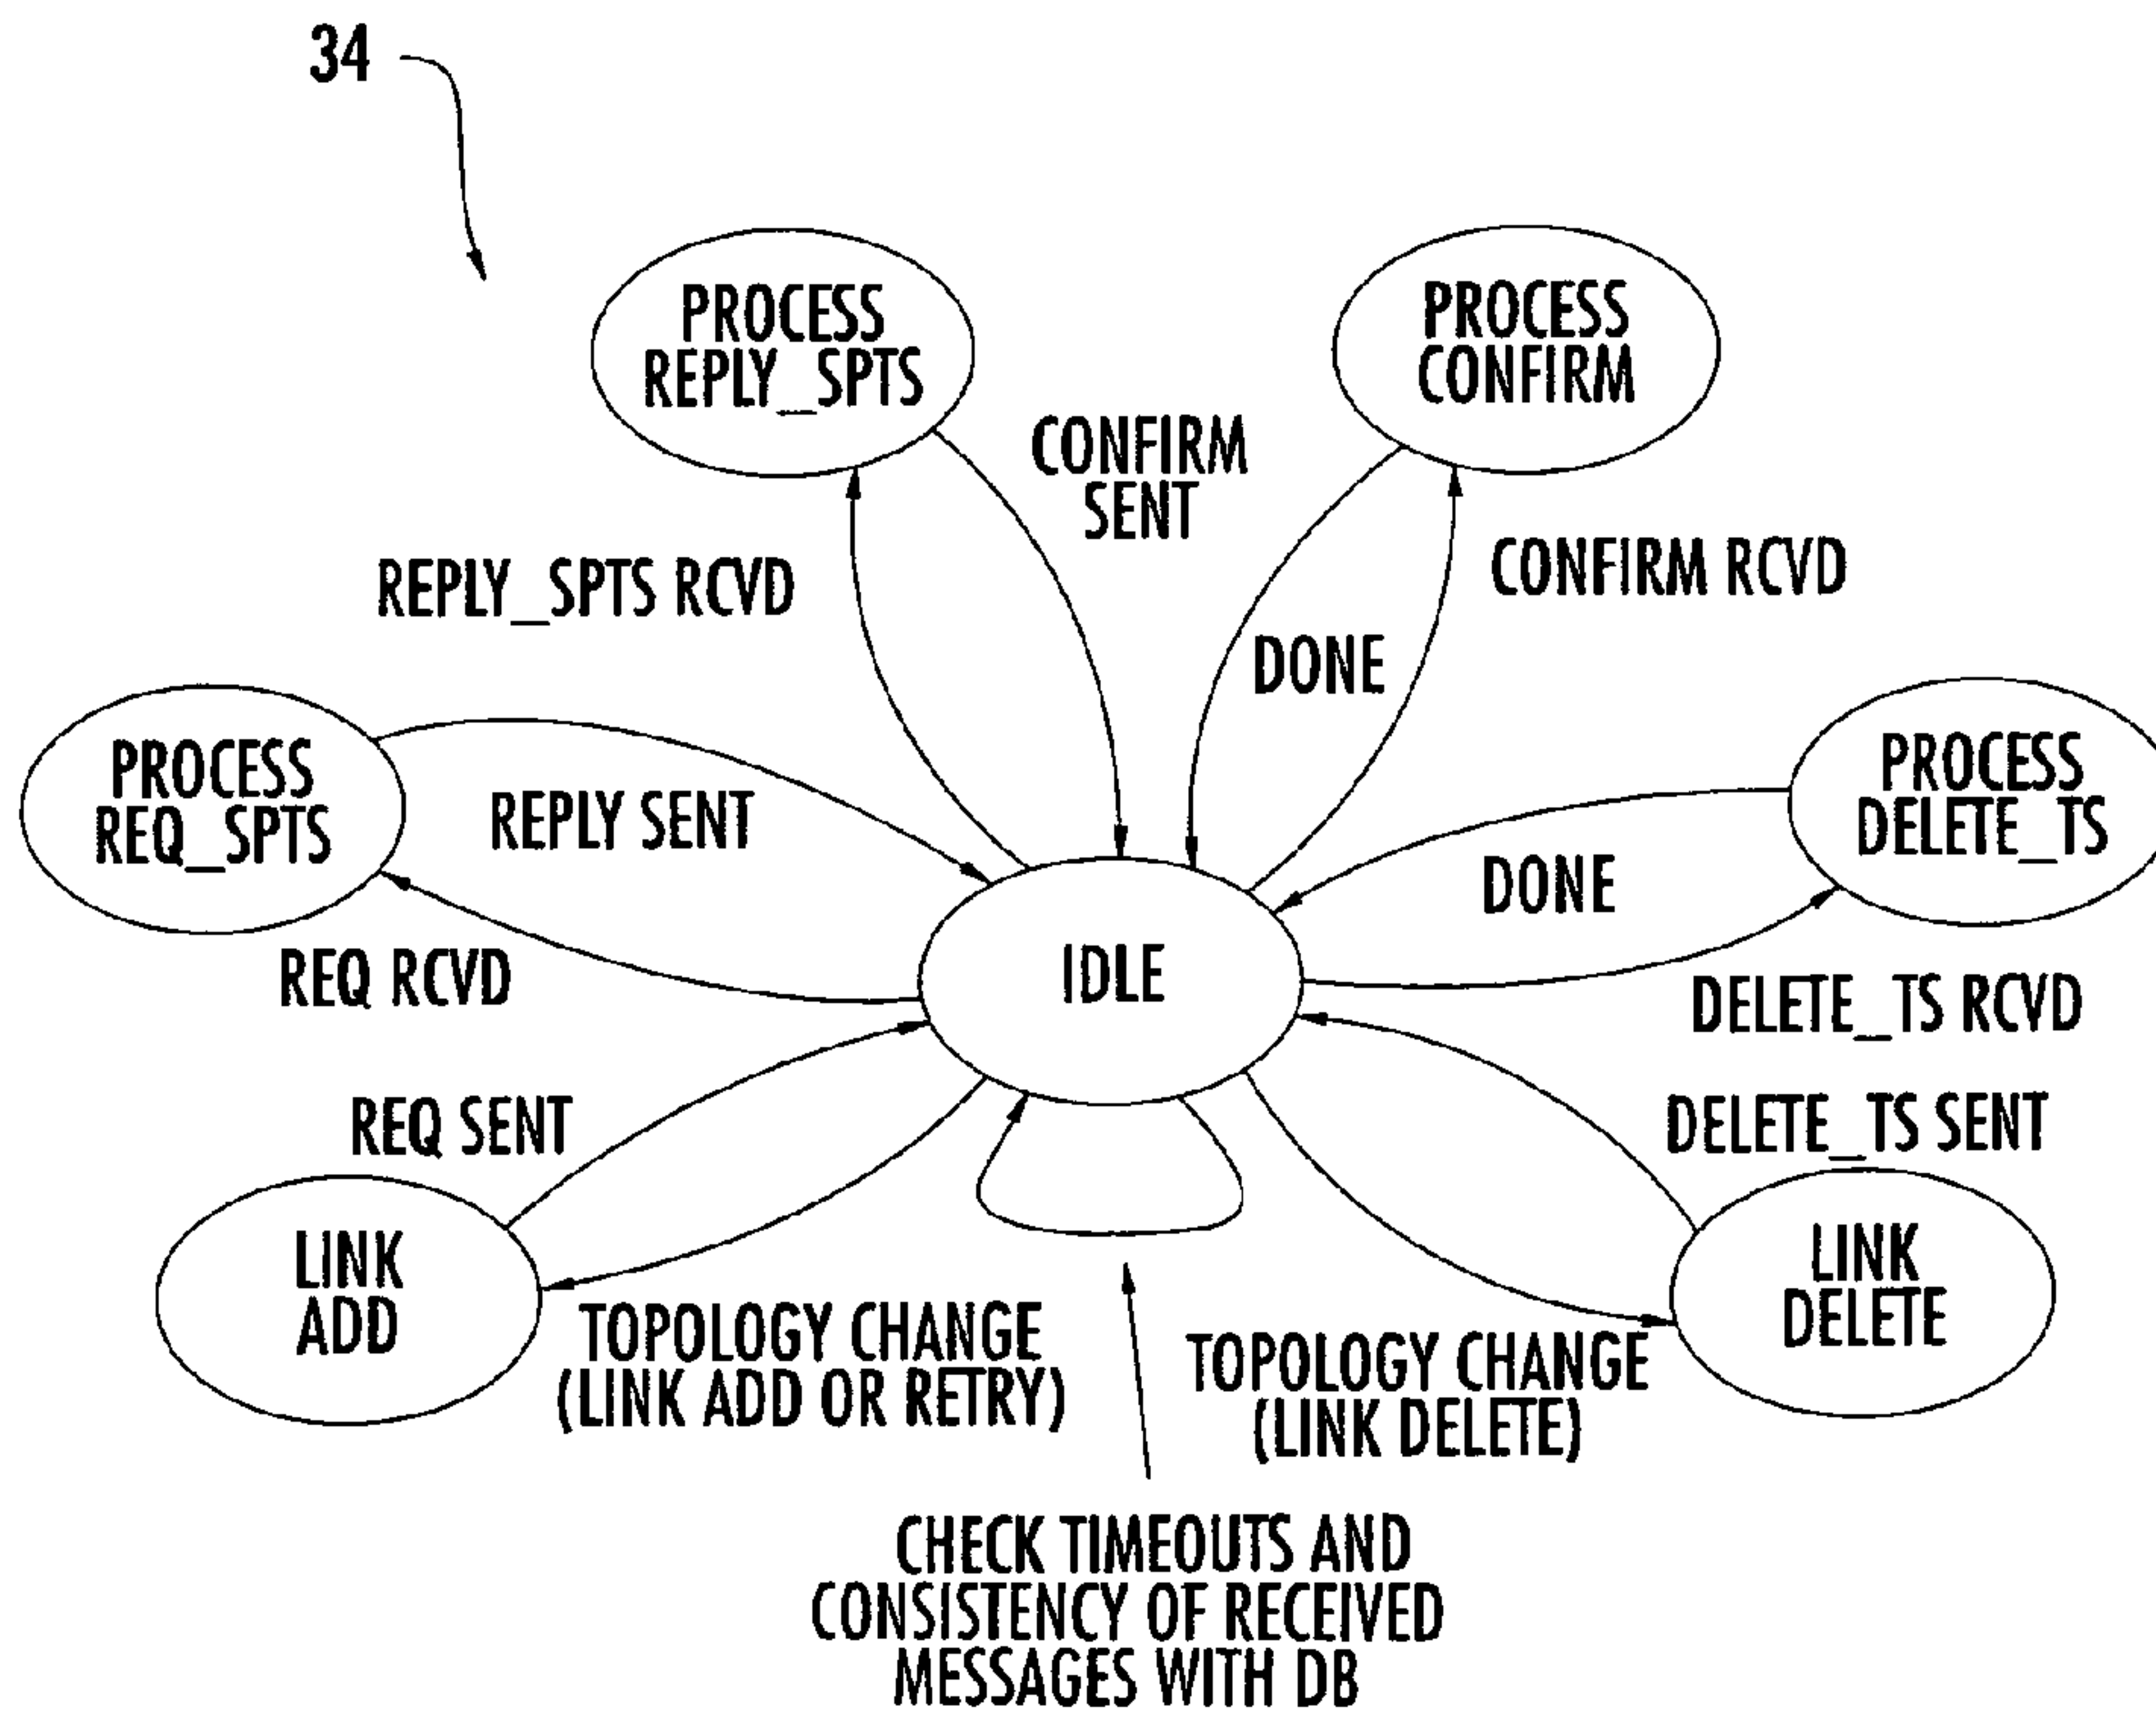 34
PROCESS
REPLY_SPTS
PROCESS
CONFIRM
CONFIRM
SENT
REPLY_SPTS RCVD
CONFIRM RCVD
DONE
PROCESS
REQ_SPTS
REPLY SENT
PROCESS
DELETE_TS
DONE
REQ RCVD
IDLE
DELETE_TS RCVD
REQ SENT
DELETE_TS SENT
LINK
ADD
LINK
DELETE
TOPOLOGY CHANGE
(LINK ADD OR RETRY)
TOPOLOGY CHANGE
(LINK DELETE)
CHECK TIMEOUTS AND
CONSISTENCY OF RECEIVED
MESSAGES WITH DB